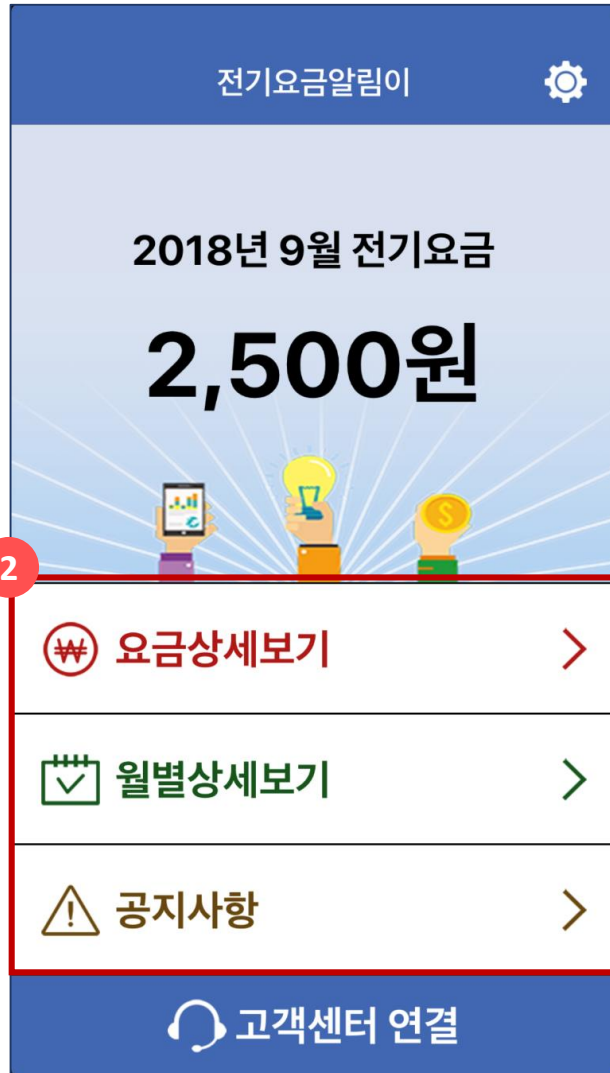 전기요금알림이
2018년 9월 전기요금
2,500원
2
요금상세보기
월별상세보기
공지사항
고객센터 연결